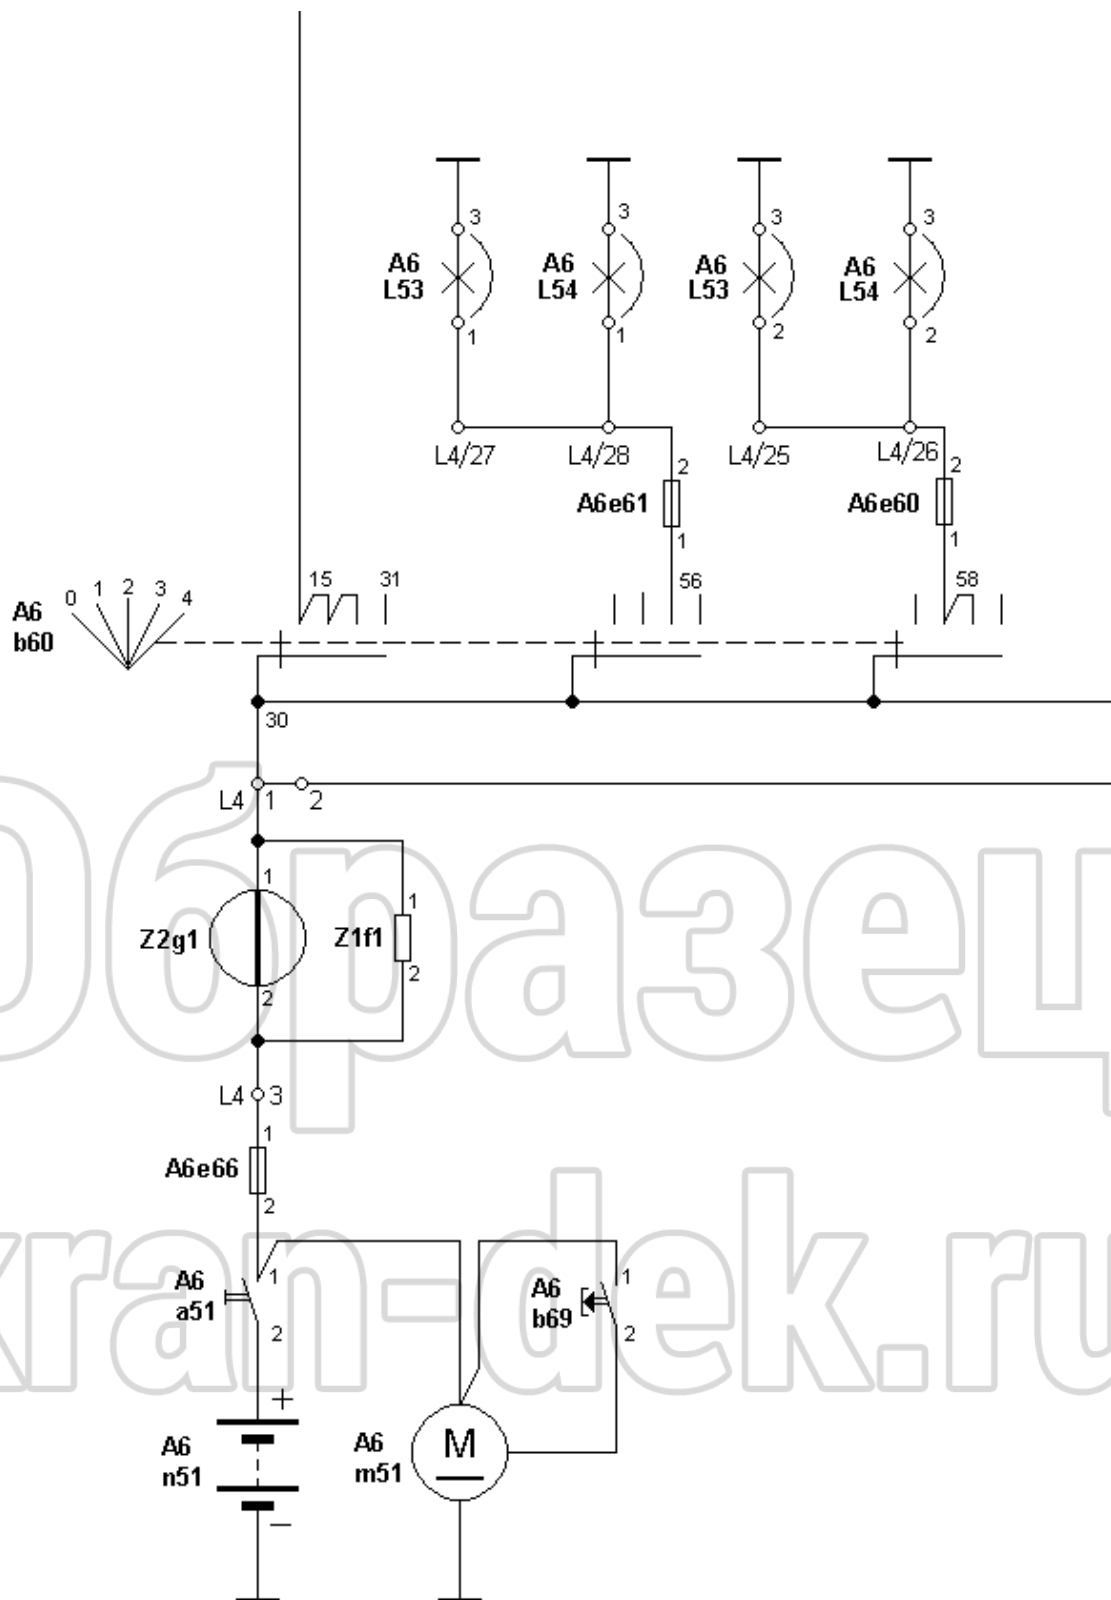 3
3
3
3
A6
L53
A6
L54
A6
L53
A6
L54
1
1
2
2
L4/27
L4/28
L4/25
L4/26
2
2
A6e61
A6e60
1
1
15
31
56
58
0
1
2
3
4
A6
b60
30
L4
1
2
1
1
Z2g1
Z1f1
2
2
Образец
L4
3
1
A6e66
2
kran-dek.ru
1
A6
a51
2
1
A6
b69
2
+
A6
n51
A6
m51
M
−